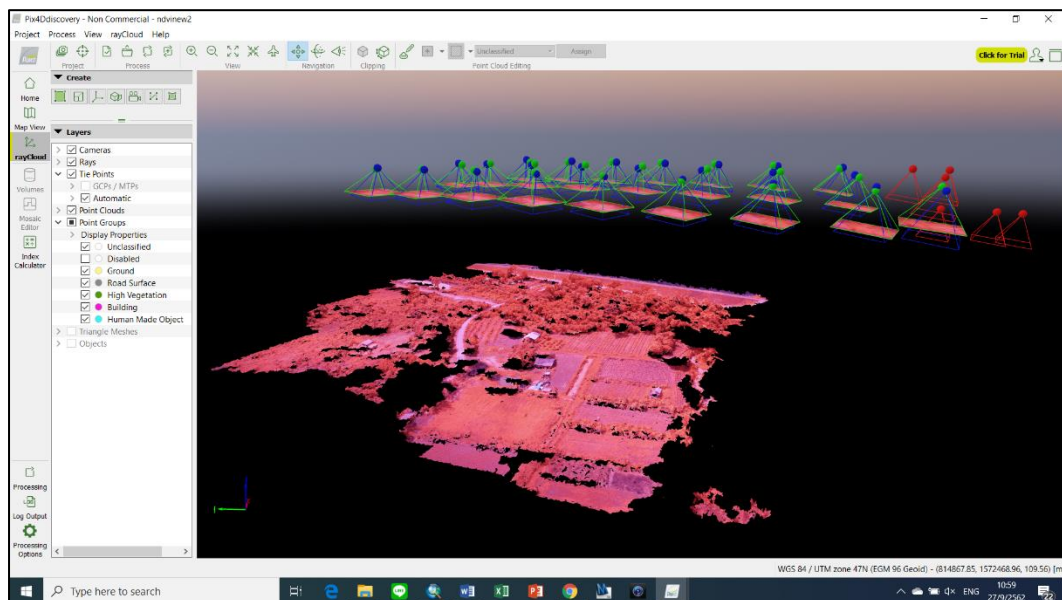 Pix4Ddiscovery - Non Commercial - ndvinew2
Project Process View rayCloud Help
Project Process View Navigation Clipping Point Cloud Editing
Unclassified Assign
Click for Trial
Home
Map View
rayCloud
Volumes
Mosaic Editor
Index Calculator
Create
Layers
Cameras
Rays
Tie Points
GCPs / MTPs
Automatic
Point Clouds
Point Groups
Display Properties
Unclassified
Disabled
Ground
Road Surface
High Vegetation
Building
Human Made Object
Triangle Meshes
Objects
Processing
Log Output
Processing Options
WGS 84 / UTM zone 47N (EGM 96 Geoid) - (814867.85, 1572468.96, 109.56) [m
Type here to search
ENG
10:59
27/9/2562
22